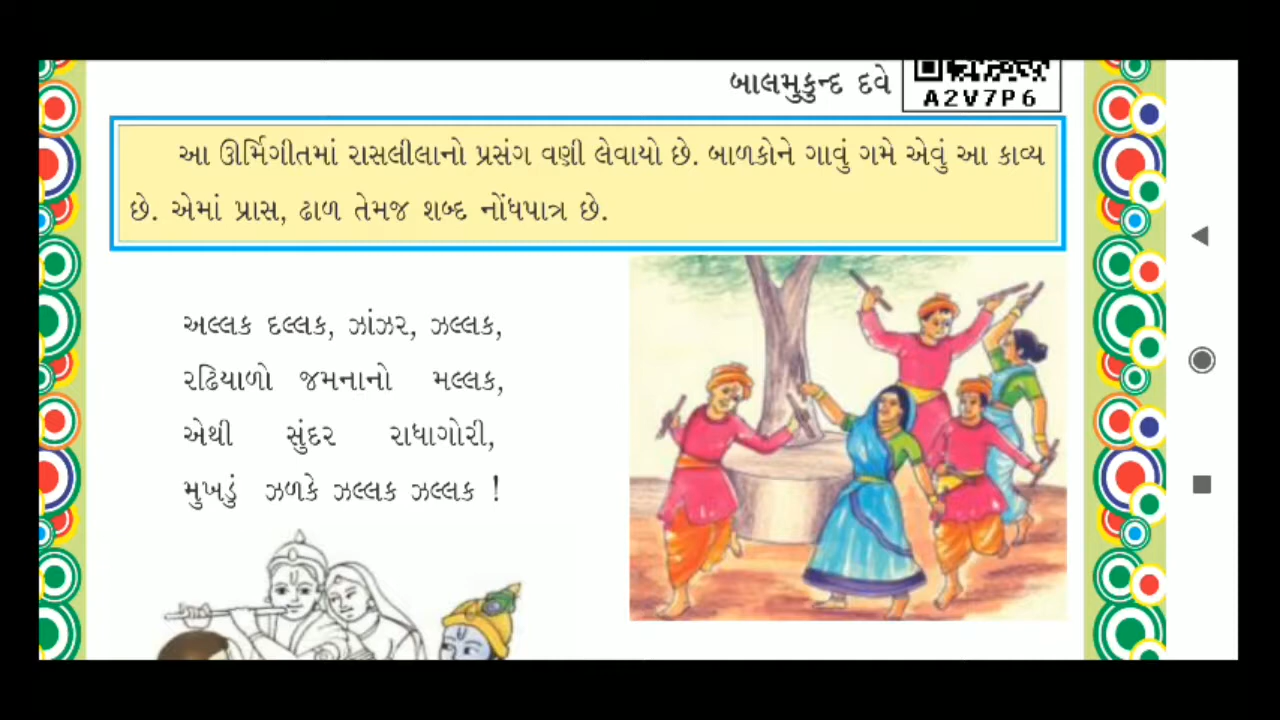 બાલમુકુન્દ દવે
A2V7P6
આ ઊર્મિગીતમાં રાસલીલાનો પ્રસંગ વણી લેવાયો છે. બાળકોને ગાવું ગમે એવું આ કાવ્ય
છે. એમાં પ્રાસ, ઢાળ તેમજ શબ્દ નોંધપાત્ર છે.
અલ્લક દલ્લક, ઝાંઝર, ઝલ્લક,
રઢિયાળો જમનાનો મલ્લક,
એથી સુંદર રાધાગોરી,
મુખડું ઝળકે ઝલ્લક ઝલ્લક !